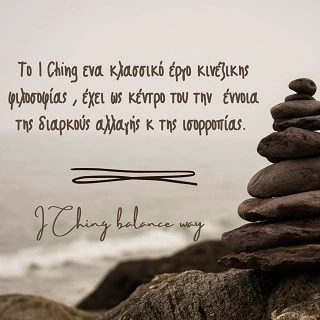 Το I Ching ενα κλασσικό έργο κινέζικης
φιλοσοφίας , έχει ως κέντρο του την έννοια
της διαρκούς αλλαγής κ της ισορροπίας.
I Ching balance way